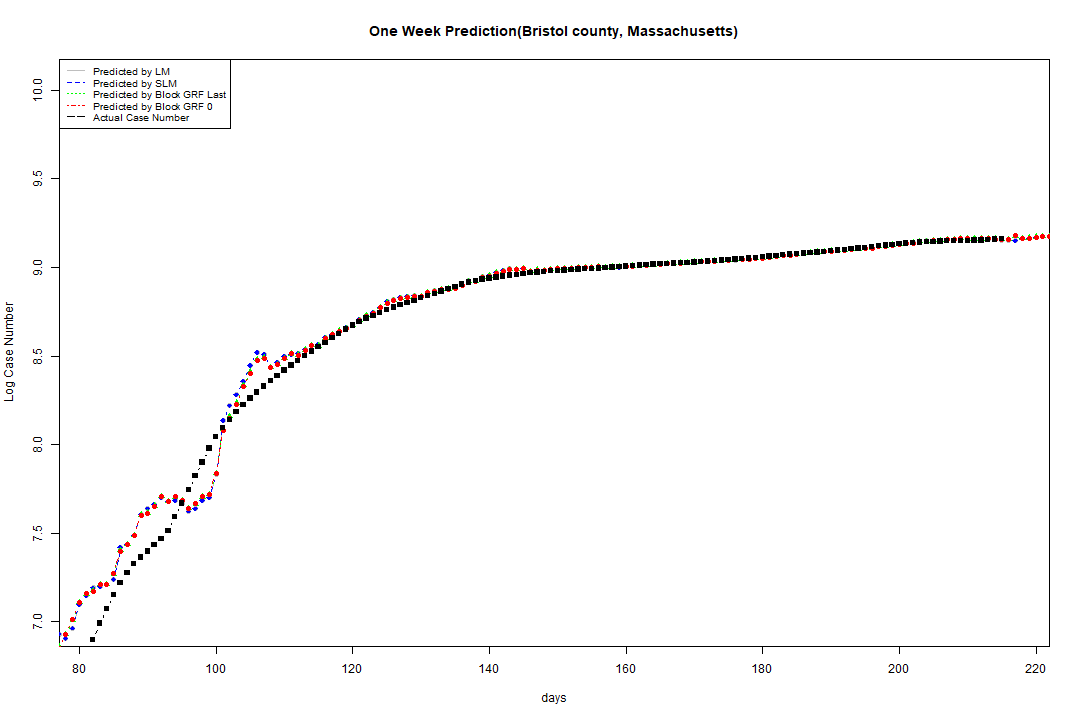 One Week Prediction(Bristol county, Massachusetts)
Predicted by LM
Predicted by SLM
Predicted by Block GRF Last
Predicted by Block GRF 0
Actual Case Number
10.0
9.5
9.0
8.5
8.0
7.5
7.0
Log Case Number
80 100 120 140 160 180 200 220
days